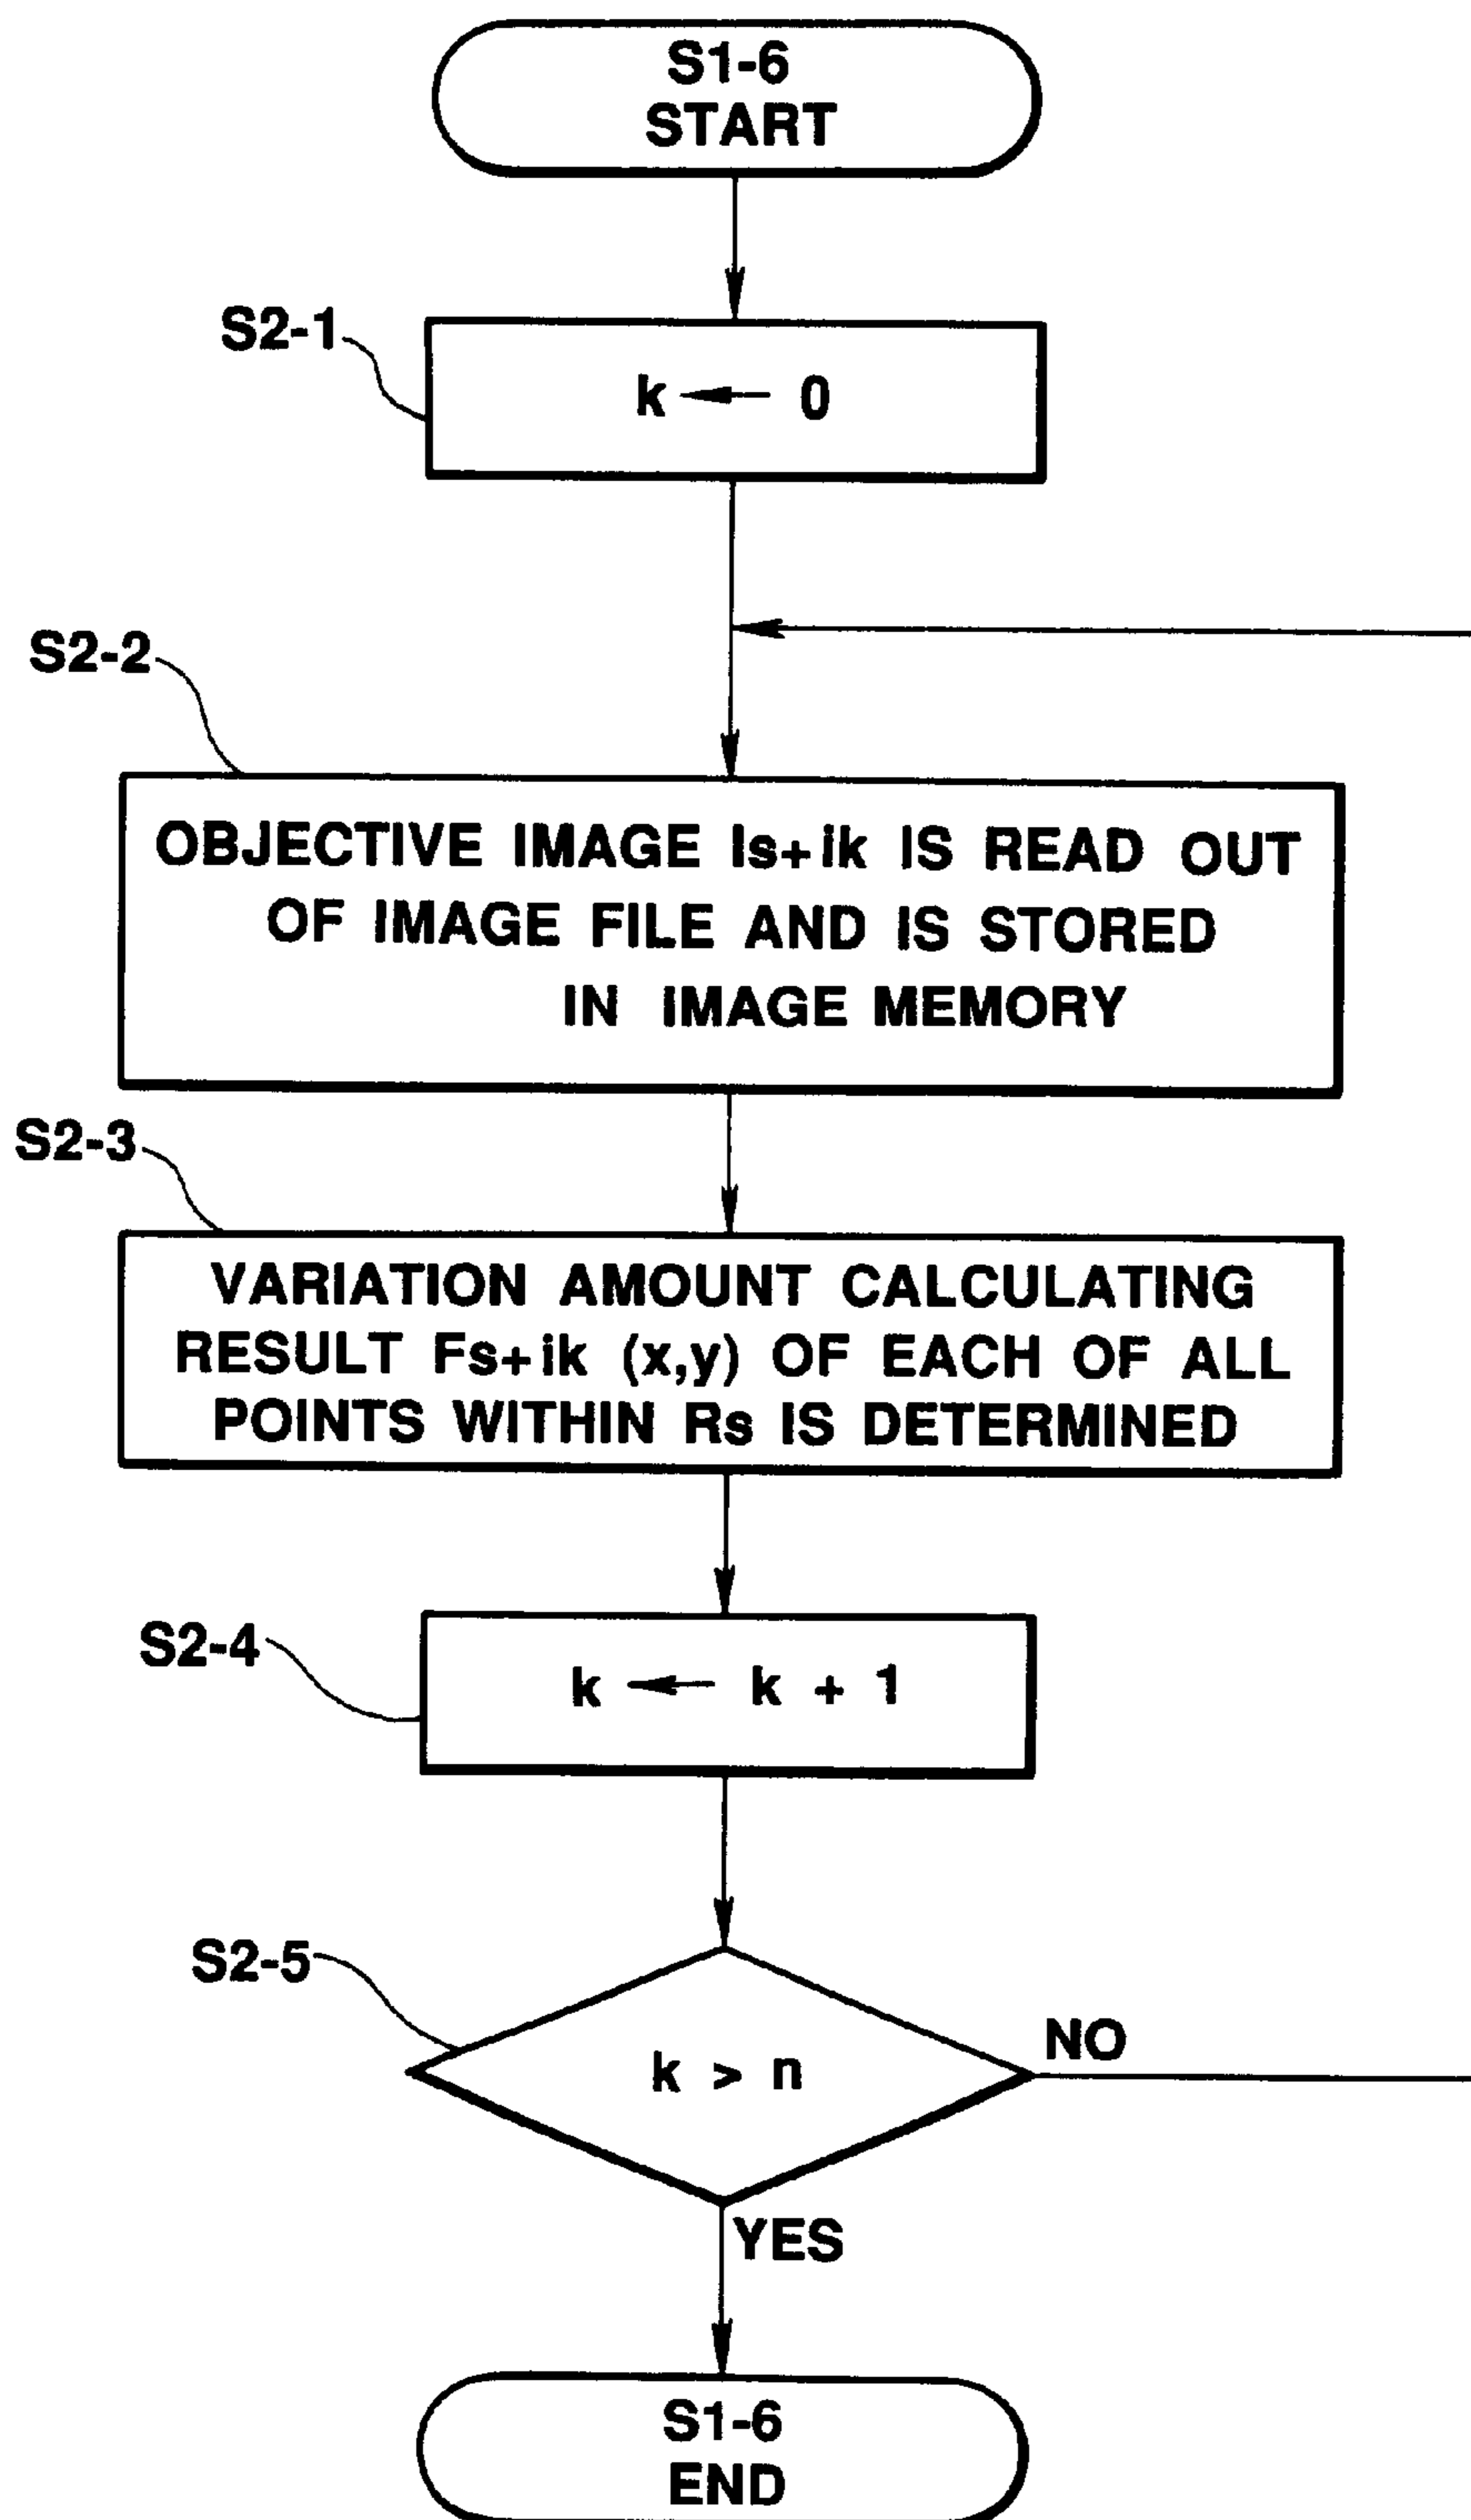 S1-6
START
S2-1
k ← 0
S2-2
OBJECTIVE IMAGE Is+ik IS READ OUT
OF IMAGE FILE AND IS STORED
IN IMAGE MEMORY
S2-3
VARIATION AMOUNT CALCULATING
RESULT Fs+ik (x,y) OF EACH OF ALL
POINTS WITHIN Rs IS DETERMINED
S2-4
k ← k + 1
S2-5
k > n
NO
YES
S1-6
END